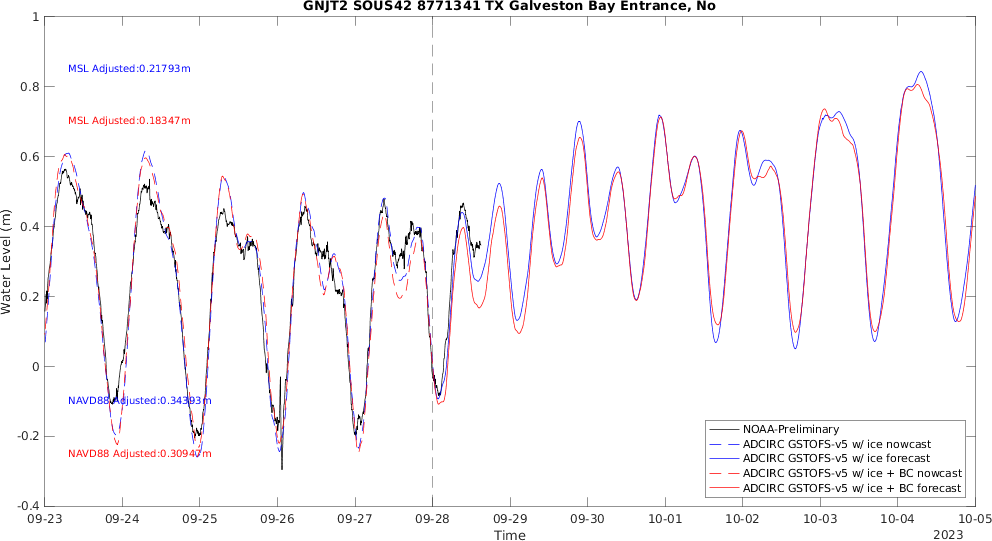 GNJT2 SOUS42 8771341 TX Galveston Bay Entrance, No
1
0.8
0.6
0.4
0.2
0
-0.2
-0.4
Water Level (m)
MSL Adjusted:0.21793m
MSL Adjusted:0.18347m
NAVD88 Adjusted:0.34393m
NAVD88 Adjusted:0.30947m
NOAA-Preliminary
ADCIRC GSTOFS-v5 w/ ice nowcast
ADCIRC GSTOFS-v5 w/ ice forecast
ADCIRC GSTOFS-v5 w/ ice + BC nowcast
ADCIRC GSTOFS-v5 w/ ice + BC forecast
09-23 09-24 09-25 09-26 09-27 09-28 09-29 09-30 10-01 10-02 10-03 10-04 10-05
Time
2023